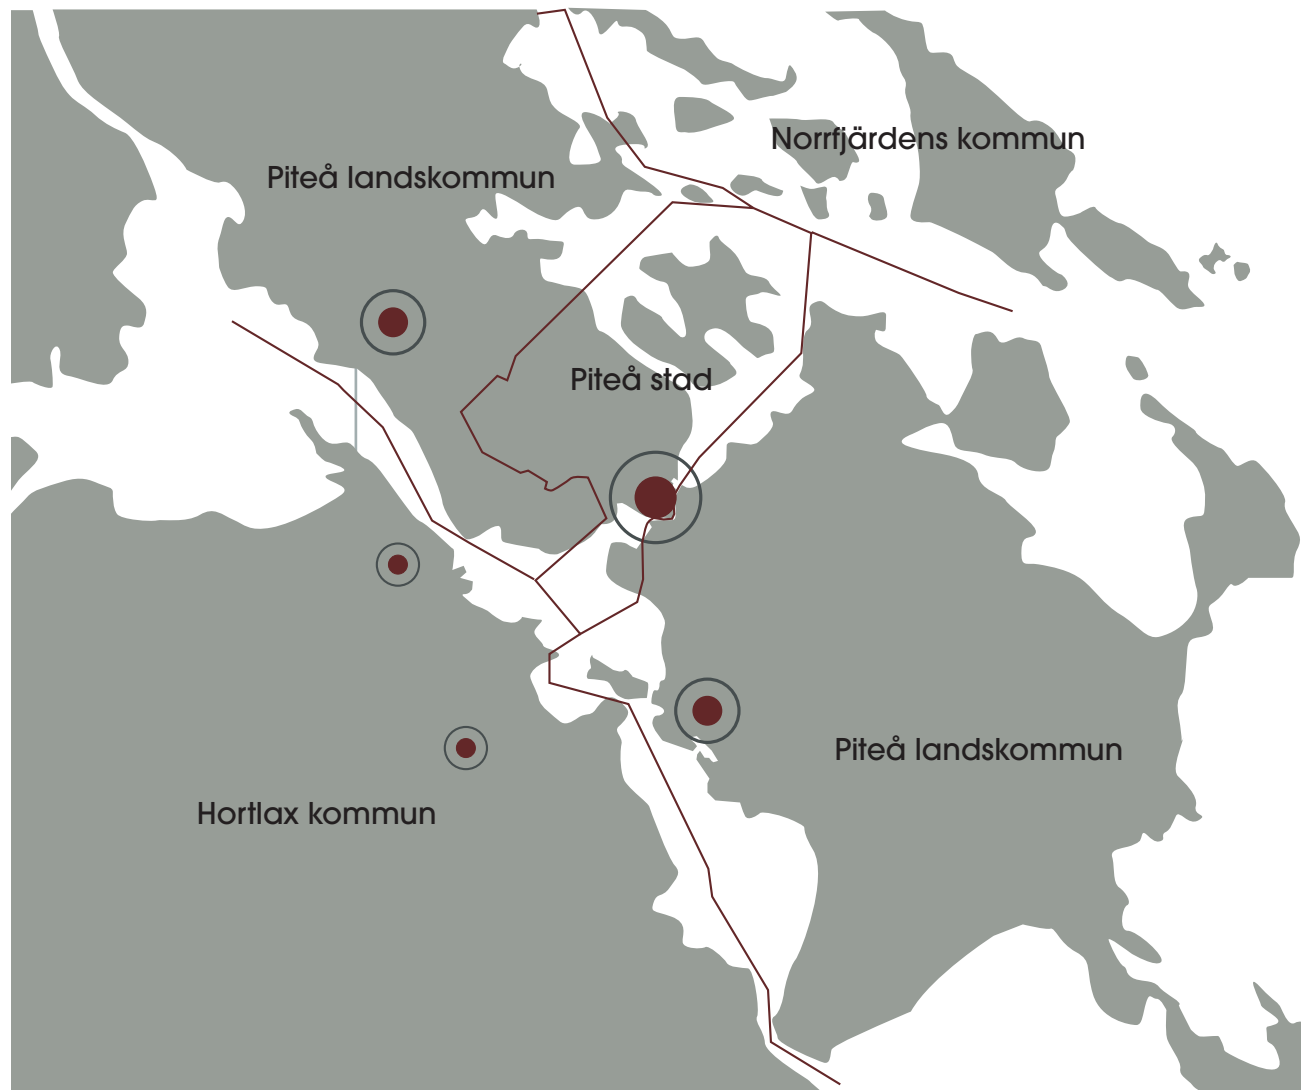 Norrfjärdens kommun
Piteå landskommun
Piteå stad
Piteå landskommun
Hortlax kommun